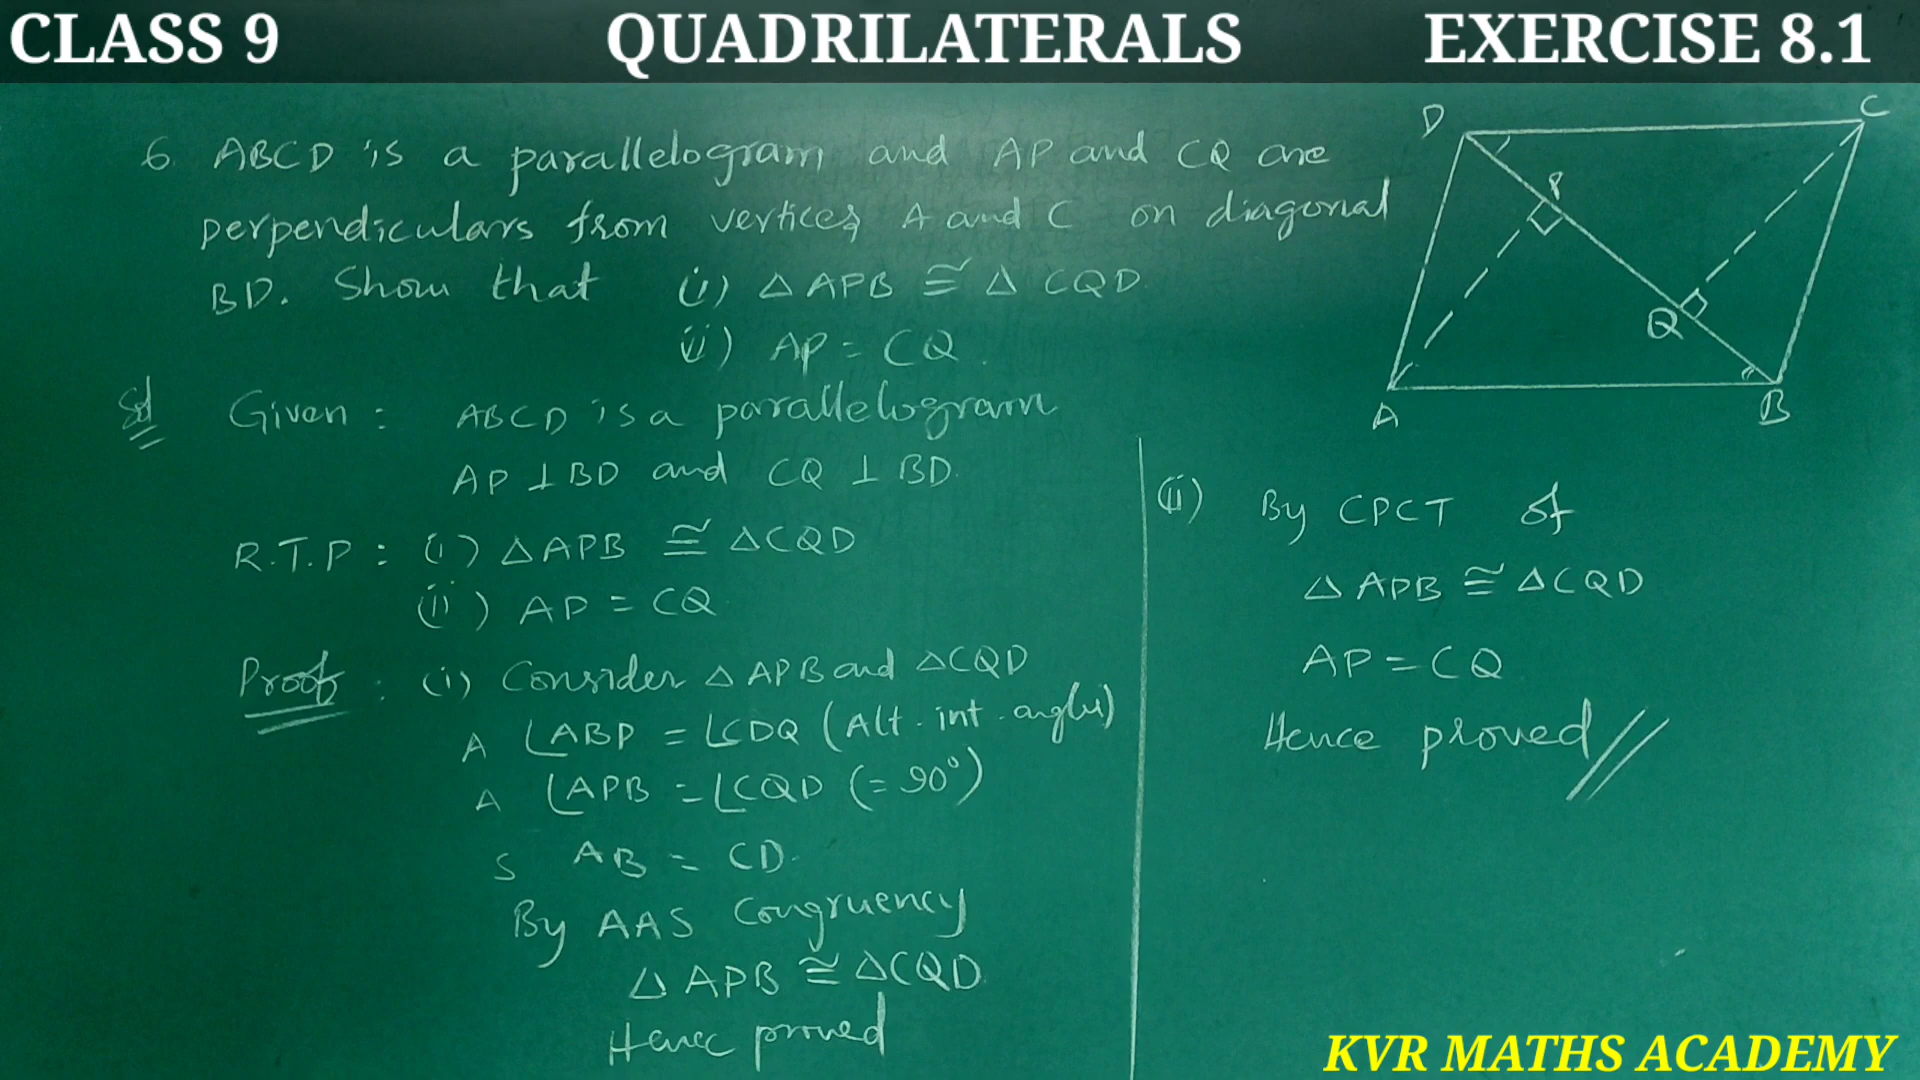 CLASS 9 QUADRILATERALS EXERCISE 8.1
6 ABCD is a parallelogram and AP and CQ are
perpendiculars from vertices A and C on diagonal
BD. Show that (i) △APB ≅ △CQD
ii) AP = CQ.
D
C
P
Q
A
B
Sol Given : ABCD is a parallelogram
AP ⊥ BD and CQ ⊥ BD.
R.T.P : (i) △APB ≅ △CQD
(ii) AP = CQ
Proof : (i) Consider △APB and △CQD
A ∠ABP = ∠CDQ (Alt. int. angles)
A ∠APB = ∠CQD (= 90°)
S AB = CD.
By AAS Congruency
△APB ≅ △CQD
Hence proved
(ii) By CPCT of
△APB ≅ △CQD
AP = CQ
Hence proved
KVR MATHS ACADEMY